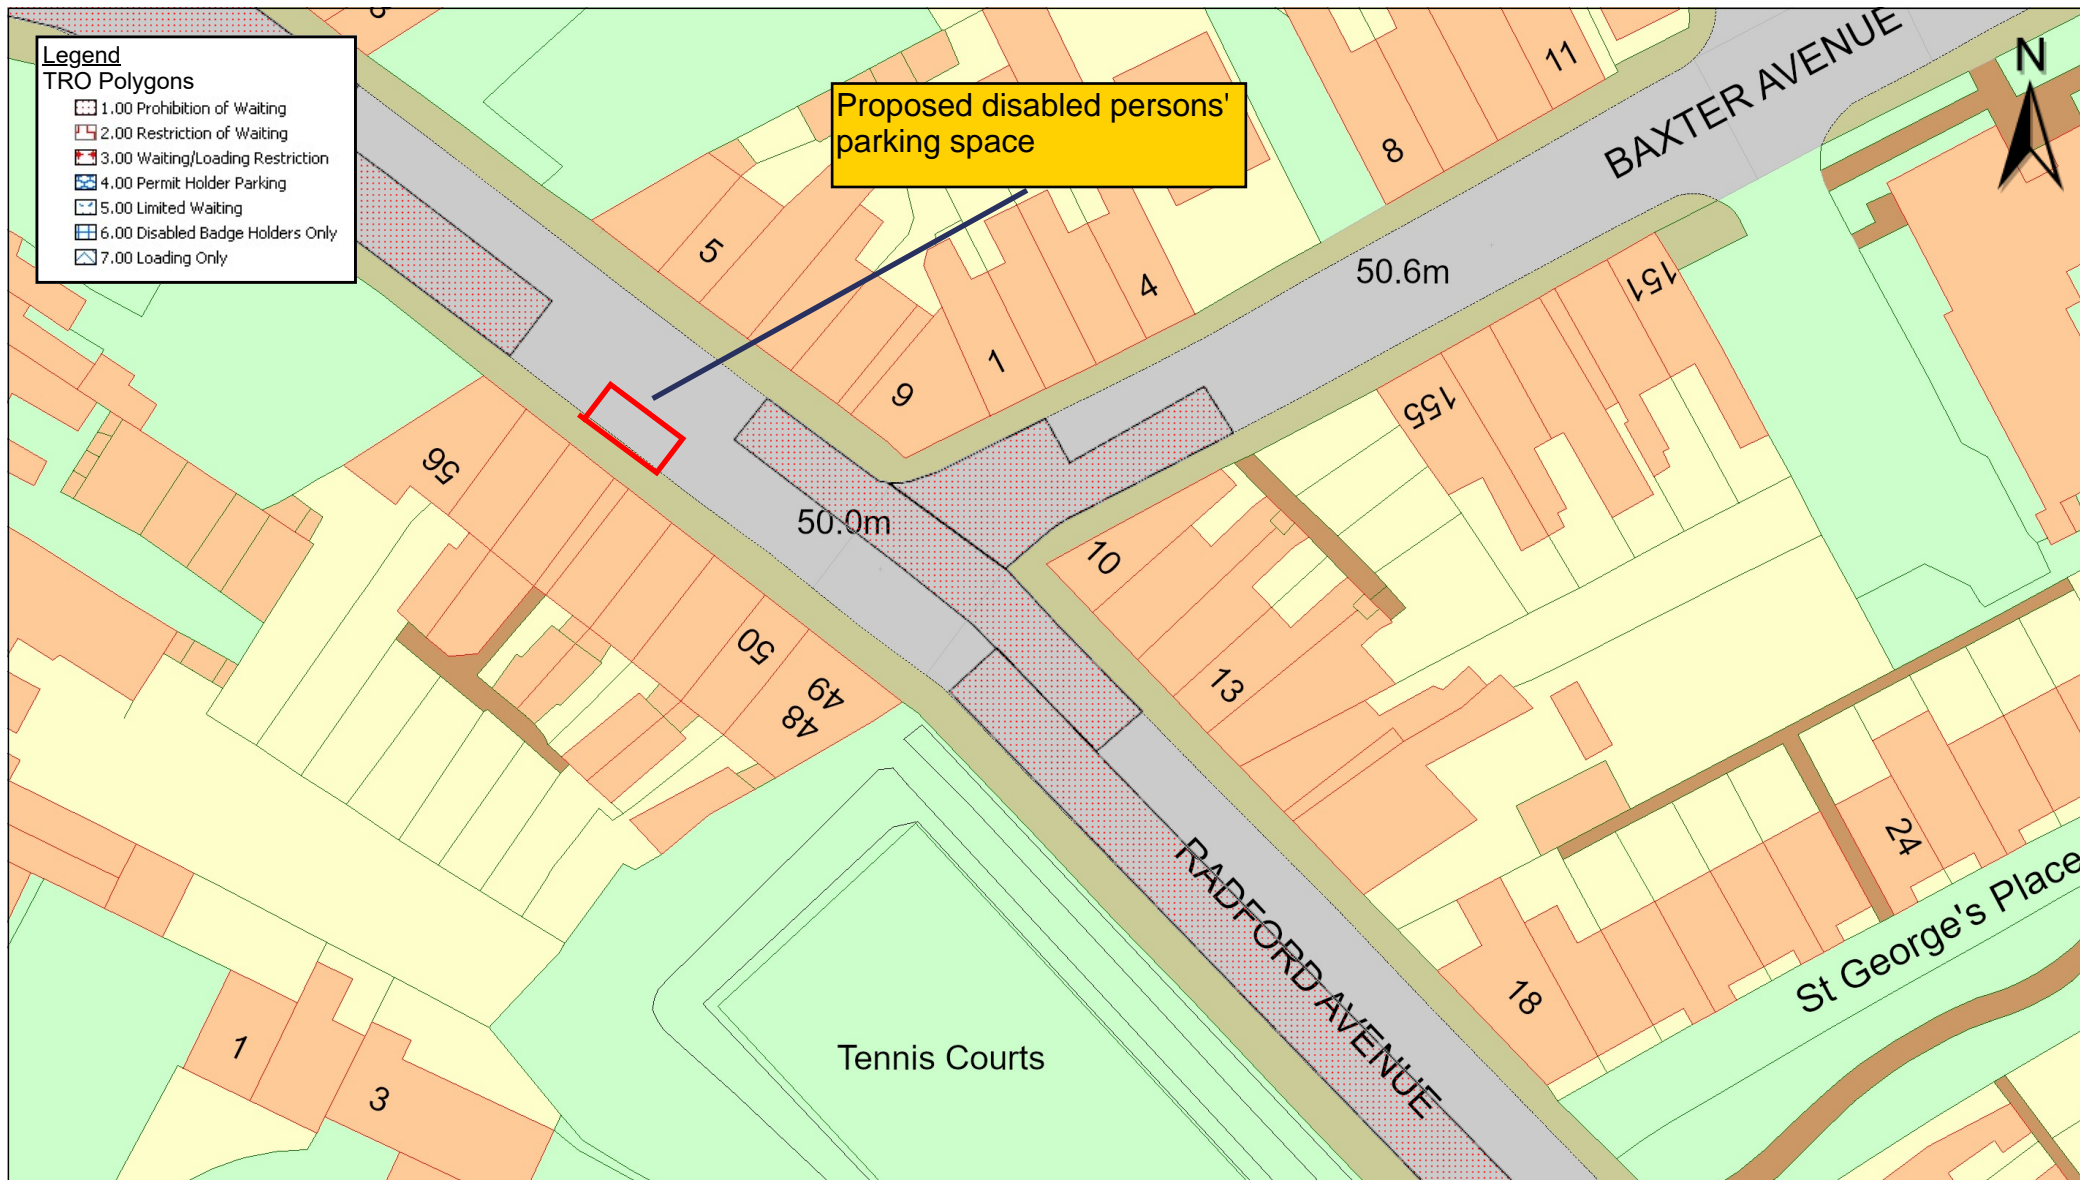 Legend
TRO Polygons
1.00 Prohibition of Waiting
2.00 Restriction of Waiting
3.00 Waiting/Loading Restriction
4.00 Permit Holder Parking
5.00 Limited Waiting
6.00 Disabled Badge Holders Only
7.00 Loading Only
Proposed disabled persons'
parking space
N
BAXTER AVENUE
11
8
5
4
1
9
50.6m
151
155
56
50.0m
10
50
49
48
13
RADFORD AVENUE
24
St George's Place
18
Tennis Courts
1
3